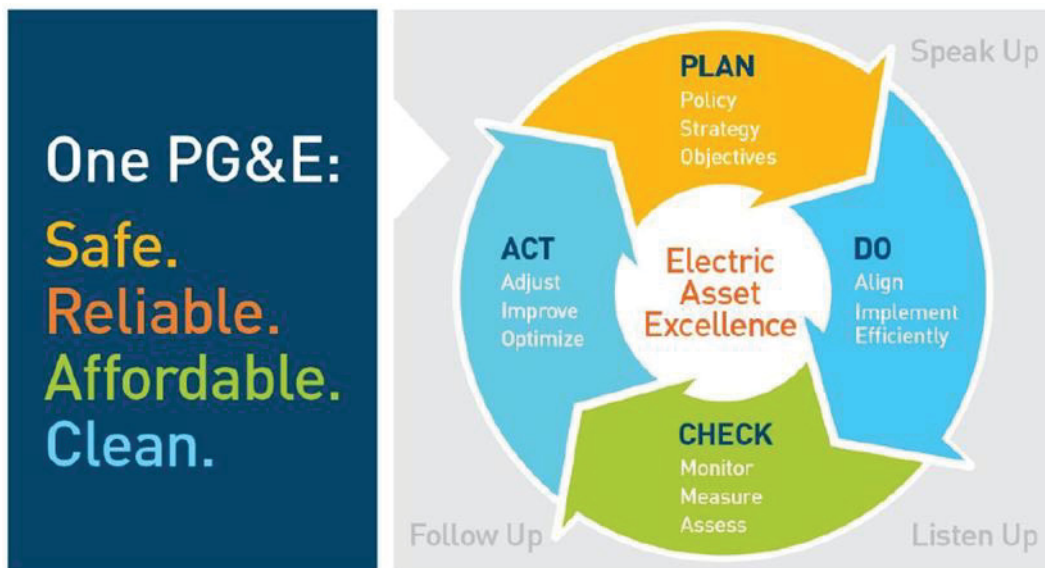 One PG&E:
Safe.
Reliable.
Affordable.
Clean.
Speak Up
PLAN
Policy
Strategy
Objectives
ACT
Adjust
Improve
Optimize
Electric
Asset
Excellence
DO
Align
Implement
Efficiently
CHECK
Monitor
Measure
Assess
Follow Up
Listen Up